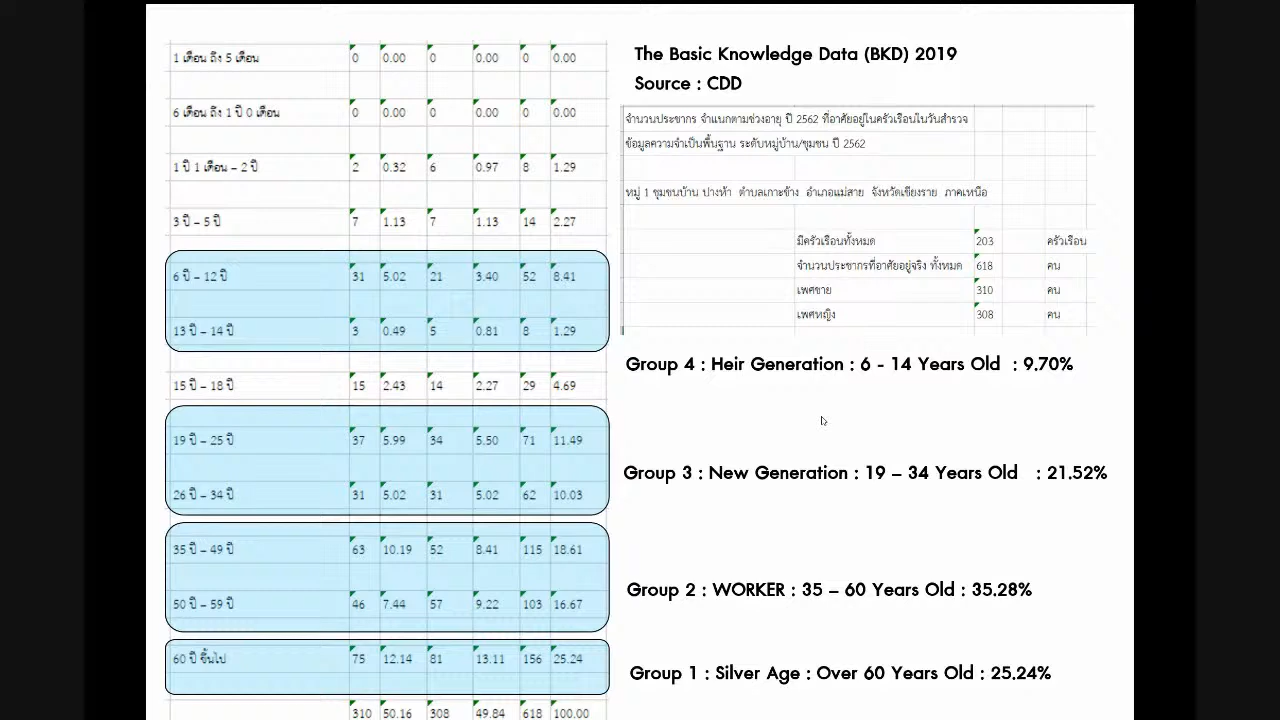 1 เดือน ถึง 5 เดือน 0 0.00 0 0.00 0 0.00
6 เดือน ถึง 1 ปี 0 เดือน 0 0.00 0 0.00 0 0.00
1 ปี 1 เดือน – 2 ปี 2 0.32 6 0.97 8 1.29
3 ปี – 5 ปี 7 1.13 7 1.13 14 2.27
6 ปี – 12 ปี 31 5.02 21 3.40 52 8.41
13 ปี – 14 ปี 3 0.49 5 0.81 8 1.29
15 ปี – 18 ปี 15 2.43 14 2.27 29 4.69
19 ปี – 25 ปี 37 5.99 34 5.50 71 11.49
26 ปี – 34 ปี 31 5.02 31 5.02 62 10.03
35 ปี – 49 ปี 63 10.19 52 8.41 115 18.61
50 ปี – 59 ปี 46 7.44 57 9.22 103 16.67
60 ปี ขึ้นไป 75 12.14 81 13.11 156 25.24
310 50.16 308 49.84 618 100.00
The Basic Knowledge Data (BKD) 2019
Source : CDD
จำนวนประชากร จำแนกตามช่วงอายุ ปี 2562 ที่อาศัยอยู่ในครัวเรือนในวันสำรวจ
ข้อมูลความจำเป็นพื้นฐาน ระดับหมู่บ้าน/ชุมชน ปี 2562
หมู่ 1 ชุมชนบ้าน ปางห้า ตำบลเกาะช้าง อำเภอแม่สาย จังหวัดเชียงราย ภาคเหนือ
มีครัวเรือนทั้งหมด 203 ครัวเรือน
จำนวนประชากรที่อาศัยอยู่จริง ทั้งหมด 618 คน
เพศชาย 310 คน
เพศหญิง 308 คน
Group 4 : Heir Generation : 6 - 14 Years Old : 9.70%
Group 3 : New Generation : 19 – 34 Years Old : 21.52%
Group 2 : WORKER : 35 – 60 Years Old : 35.28%
Group 1 : Silver Age : Over 60 Years Old : 25.24%